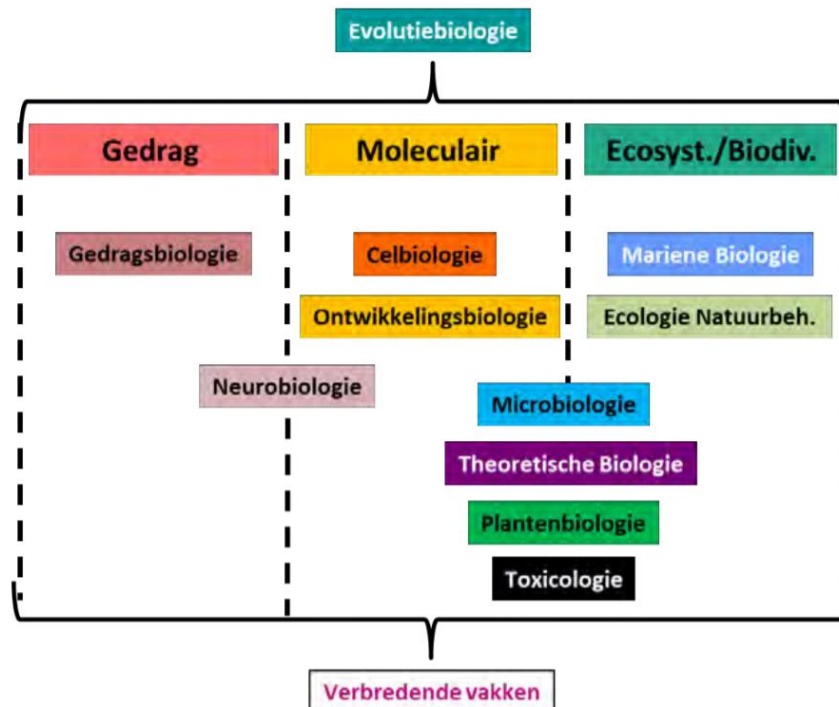 Evolutiebiologie
Gedrag
Moleculair
Ecosyst./Biodiv.
Gedragsbiologie
Celbiologie
Mariene Biologie
Ontwikkelingsbiologie
Ecologie Natuurbeh.
Neurobiologie
Microbiologie
Theoretische Biologie
Plantenbiologie
Toxicologie
Verbredende vakken